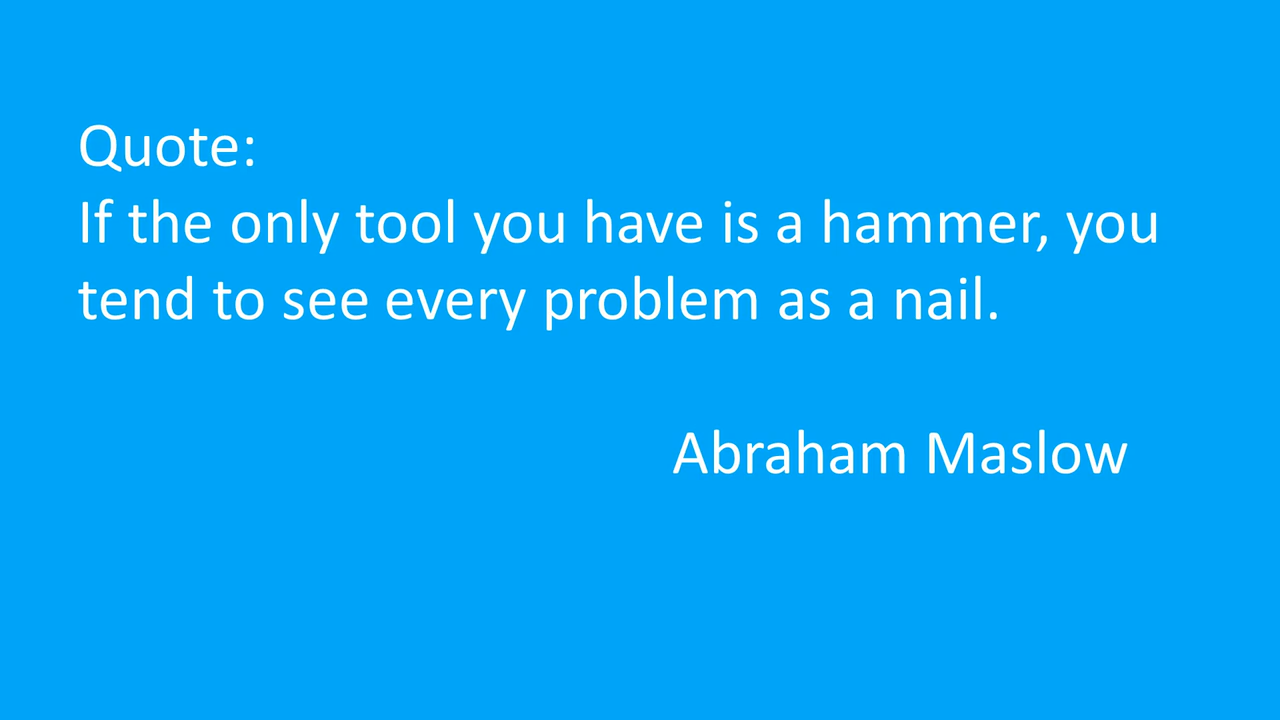 Quote:
If the only tool you have is a hammer, you
tend to see every problem as a nail.
Abraham Maslow